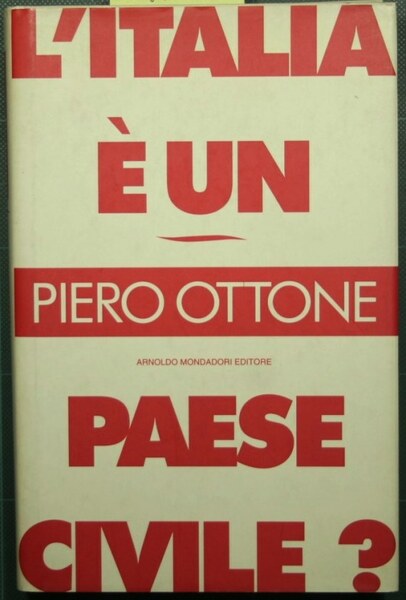 L'ITALIA
È UN
PIERO OTTONE
ARNOLDO MONDADORI EDITORE
PAESE
CIVILE ?